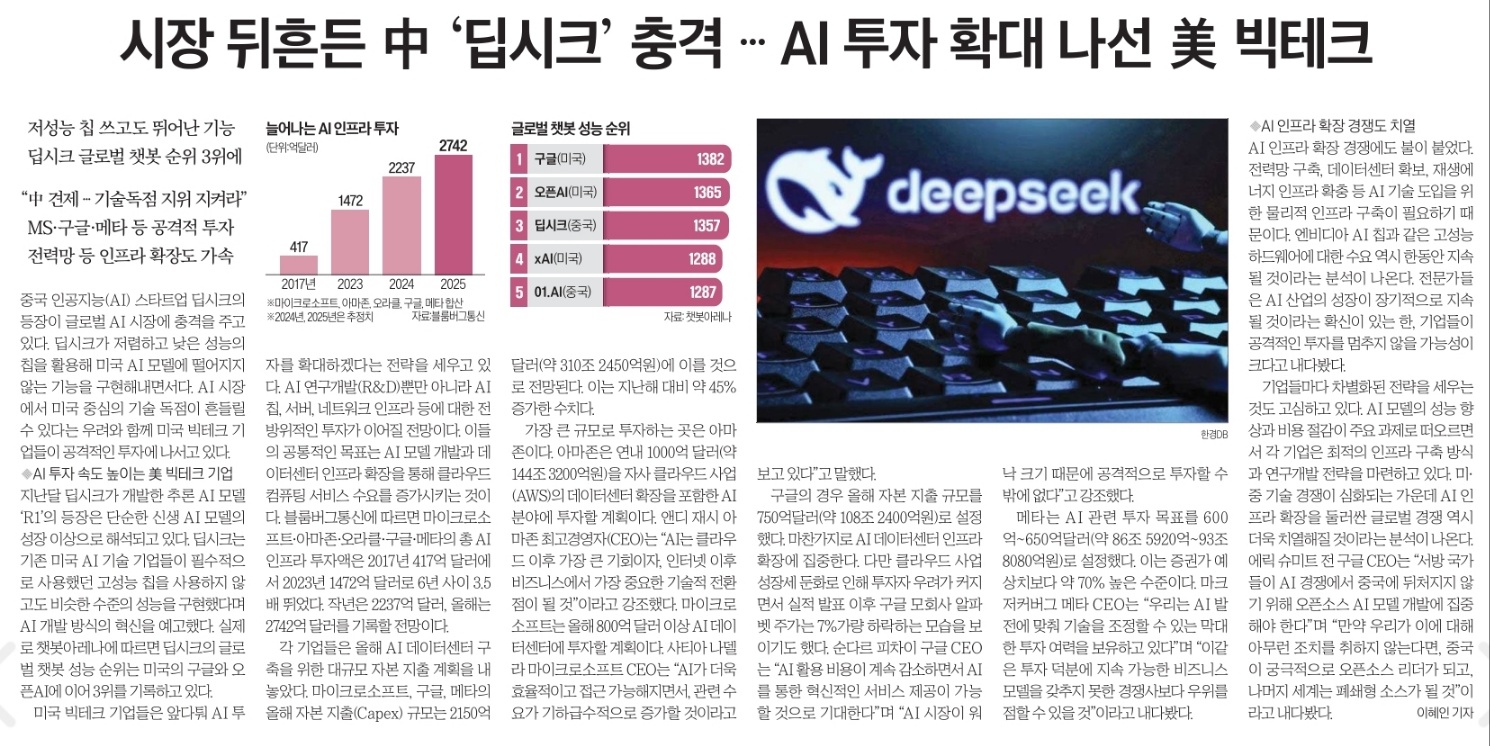 시장 뒤흔든 中 ‘딥시크’ 충격 … AI 투자 확대 나선 美 빅테크
저성능 칩 쓰고도 뛰어난 기능
딥시크 글로벌 챗봇 순위 3위에
“中 견제 - 기술독점 지위 지켜라”
MS·구글·메타 등 공격적 투자
전력망 등 인프라 확장도 가속
중국 인공지능(AI) 스타트업 딥시크의
등장이 글로벌 AI 시장에 충격을 주고
있다. 딥시크가 저렴하고 낮은 성능의
칩을 활용해 미국 AI 모델에 떨어지지
않는 기능을 구현해내면서다. AI 시장
에서 미국 중심의 기술 독점이 흔들릴
수 있다는 우려와 함께 미국 빅테크 기
업들이 공격적인 투자에 나서고 있다.
◆AI 투자 속도 높이는 美 빅테크 기업
지난달 딥시크가 개발한 추론 AI 모델
‘R1’의 등장은 단순한 신생 AI 모델의
성장 이상으로 해석되고 있다. 딥시크는
기존 미국 AI 기술 기업들이 필수적으
로 사용했던 고성능 칩을 사용하지 않
고도 비슷한 수준의 성능을 구현했다며
AI 개발 방식의 혁신을 예고했다. 실제
로 챗봇아레나에 따르면 딥시크의 글로
벌 챗봇 성능 순위는 미국의 구글과 오
픈AI에 이어 3위를 기록하고 있다.
미국 빅테크 기업들은 앞다퉈 AI 투
늘어나는 AI 인프라 투자
(단위:억달러)
417
1472
2237
2742
2017년
2023
2024
2025
※마이크로소프트, 아마존, 오라클, 구글, 메타 합산
※2024년, 2025년은 추정치 자료:블룸버그통신
자를 확대하겠다는 전략을 세우고 있
다. AI 연구개발(R&D)뿐만 아니라 AI
칩, 서버, 네트워크 인프라 등에 대한 전
방위적인 투자가 이어질 전망이다. 이들
의 공통적인 목표는 AI 모델 개발과 데
이터센터 인프라 확장을 통해 클라우드
컴퓨팅 서비스 수요를 증가시키는 것이
다. 블룸버그통신에 따르면 마이크로소
프트·아마존·오라클·구글·메타의 총 AI
인프라 투자액은 2017년 417억 달러에
서 2023년 1472억 달러로 6년 사이 3.5
배 뛰었다. 작년은 2237억 달러, 올해는
2742억 달러를 기록할 전망이다.
각 기업들은 올해 AI 데이터센터 구
축을 위한 대규모 자본 지출 계획을 내
놓았다. 마이크로소프트, 구글, 메타의
올해 자본 지출(Capex) 규모는 2150억
글로벌 챗봇 성능 순위
1 구글(미국) 1382
2 오픈AI(미국) 1365
3 딥시크(중국) 1357
4 xAI(미국) 1288
5 01.AI(중국) 1287
자료: 챗봇아레나
달러(약 310조 2450억원)에 이를 것으
로 전망된다. 이는 지난해 대비 약 45%
증가한 수치다.
가장 큰 규모로 투자하는 곳은 아마
존이다. 아마존은 연내 1000억 달러(약
144조 3200억원)을 자사 클라우드 사업
(AWS)의 데이터센터 확장을 포함한 AI
분야에 투자할 계획이다. 앤디 재시 아
마존 최고경영자(CEO)는 “AI는 클라우
드 이후 가장 큰 기회이자, 인터넷 이후
비즈니스에서 가장 중요한 기술적 전환
점이 될 것”이라고 강조했다. 마이크로
소프트는 올해 800억 달러 이상 AI 데이
터센터에 투자할 계획이다. 사티아 나델
라 마이크로소프트 CEO는 “AI가 더욱
효율적이고 접근 가능해지면서, 관련 수
요가 기하급수적으로 증가할 것이라고
deepseek
한경DB
보고 있다”고 말했다.
구글의 경우 올해 자본 지출 규모를
750억달러(약 108조 2400억원)로 설정
했다. 마찬가지로 AI 데이터센터 인프라
확장에 집중한다. 다만 클라우드 사업
성장세 둔화로 인해 투자자 우려가 커지
면서 실적 발표 이후 구글 모회사 알파
벳 주가는 7%가량 하락하는 모습을 보
이기도 했다. 순다르 피차이 구글 CEO
는 “AI 활용 비용이 계속 감소하면서 AI
를 통한 혁신적인 서비스 제공이 가능
할 것으로 기대한다”며 “AI 시장이 워
낙 크기 때문에 공격적으로 투자할 수
밖에 없다”고 강조했다.
메타는 AI 관련 투자 목표를 600
억~650억달러(약 86조 5920억~93조
8080억원)로 설정했다. 이는 증권가 예
상치보다 약 70% 높은 수준이다. 마크
저커버그 메타 CEO는 “우리는 AI 발
전에 맞춰 기술을 조정할 수 있는 막대
한 투자 여력을 보유하고 있다”며 “이같
은 투자 덕분에 지속 가능한 비즈니스
모델을 갖추지 못한 경쟁사보다 우위를
점할 수 있을 것”이라고 내다봤다.
◆AI 인프라 확장 경쟁도 치열
AI 인프라 확장 경쟁에도 불이 붙었다.
전력망 구축, 데이터센터 확보, 재생에
너지 인프라 확충 등 AI 기술 도입을 위
한 물리적 인프라 구축이 필요하기 때
문이다. 엔비디아 AI 칩과 같은 고성능
하드웨어에 대한 수요 역시 한동안 지속
될 것이라는 분석이 나온다. 전문가들
은 AI 산업의 성장이 장기적으로 지속
될 것이라는 확신이 있는 한, 기업들이
공격적인 투자를 멈추지 않을 가능성이
크다고 내다봤다.
기업들마다 차별화된 전략을 세우는
것도 고심하고 있다. AI 모델의 성능 향
상과 비용 절감이 주요 과제로 떠오르면
서 각 기업은 최적의 인프라 구축 방식
과 연구개발 전략을 마련하고 있다. 미·
중 기술 경쟁이 심화되는 가운데 AI 인
프라 확장을 둘러싼 글로벌 경쟁 역시
더욱 치열해질 것이라는 분석이 나온다.
에릭 슈미트 전 구글 CEO는 “서방 국가
들이 AI 경쟁에서 중국에 뒤처지지 않
기 위해 오픈소스 AI 모델 개발에 집중
해야 한다”며 “만약 우리가 이에 대해
아무런 조치를 취하지 않는다면, 중국
이 궁극적으로 오픈소스 리더가 되고,
나머지 세계는 폐쇄형 소스가 될 것”이
라고 내다봤다. 이혜인 기자